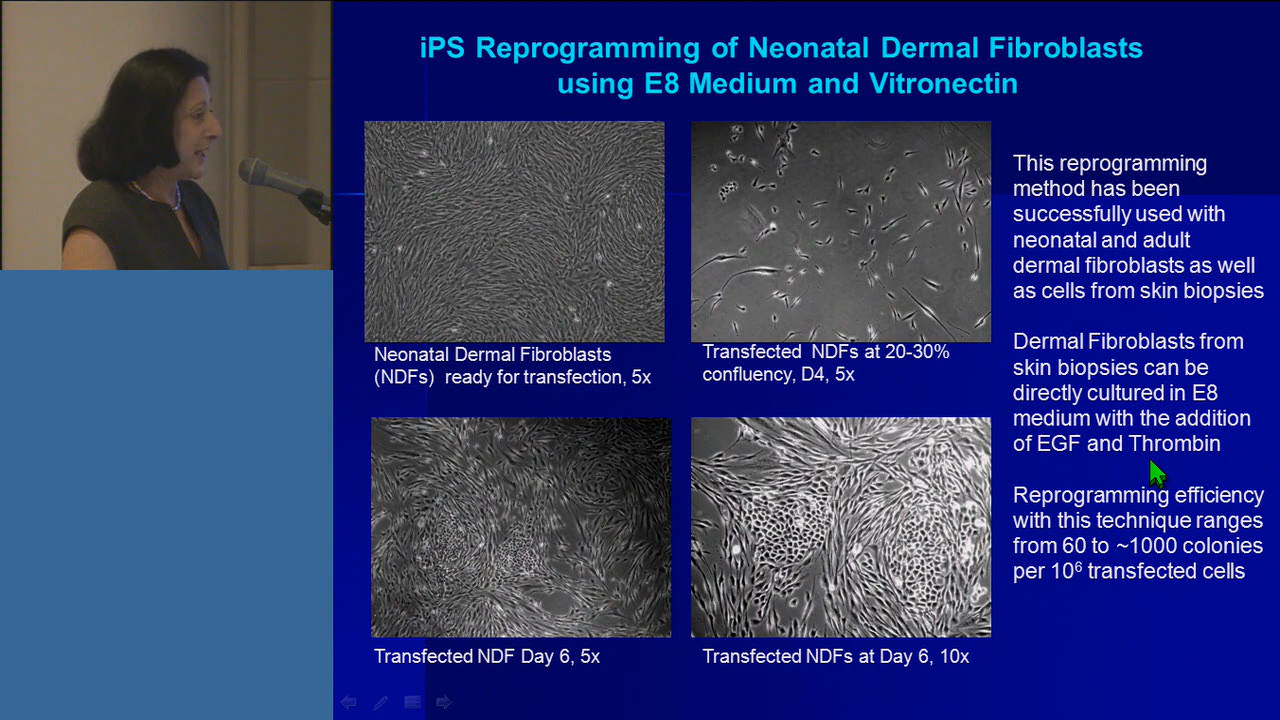 iPS Reprogramming of Neonatal Dermal Fibroblasts
using E8 Medium and Vitronectin
Neonatal Dermal Fibroblasts
(NDFs) ready for transfection, 5x
Transfected NDFs at 20-30%
confluency, D4, 5x
Transfected NDF Day 6, 5x
Transfected NDFs at Day 6, 10x
This reprogramming
method has been
successfully used with
neonatal and adult
dermal fibroblasts as well
as cells from skin biopsies
Dermal Fibroblasts from
skin biopsies can be
directly cultured in E8
medium with the addition
of EGF and Thrombin
Reprogramming efficiency
with this technique ranges
from 60 to ~1000 colonies
per 10⁶ transfected cells